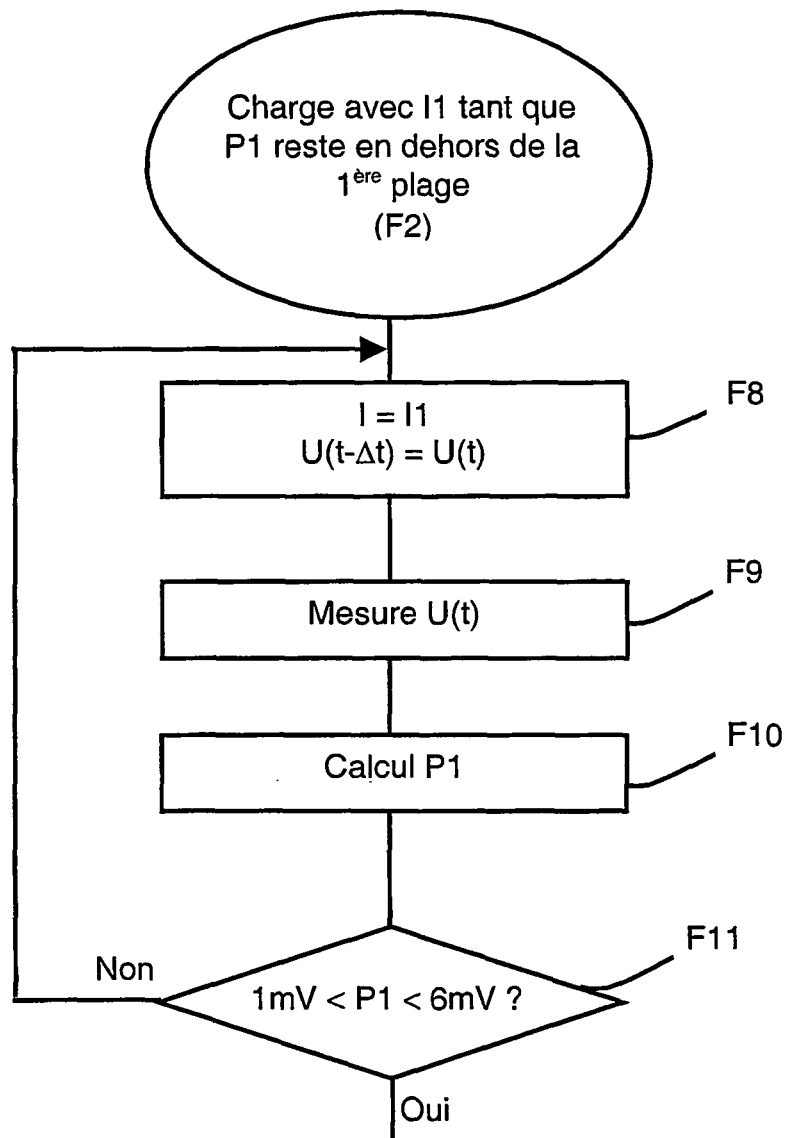 Charge avec I1 tant que
P1 reste en dehors de la
1ère plage
(F2)
I = I1
U(t-Δt) = U(t)
F8
Mesure U(t)
F9
Calcul P1
F10
1mV < P1 < 6mV ?
F11
Non
Oui